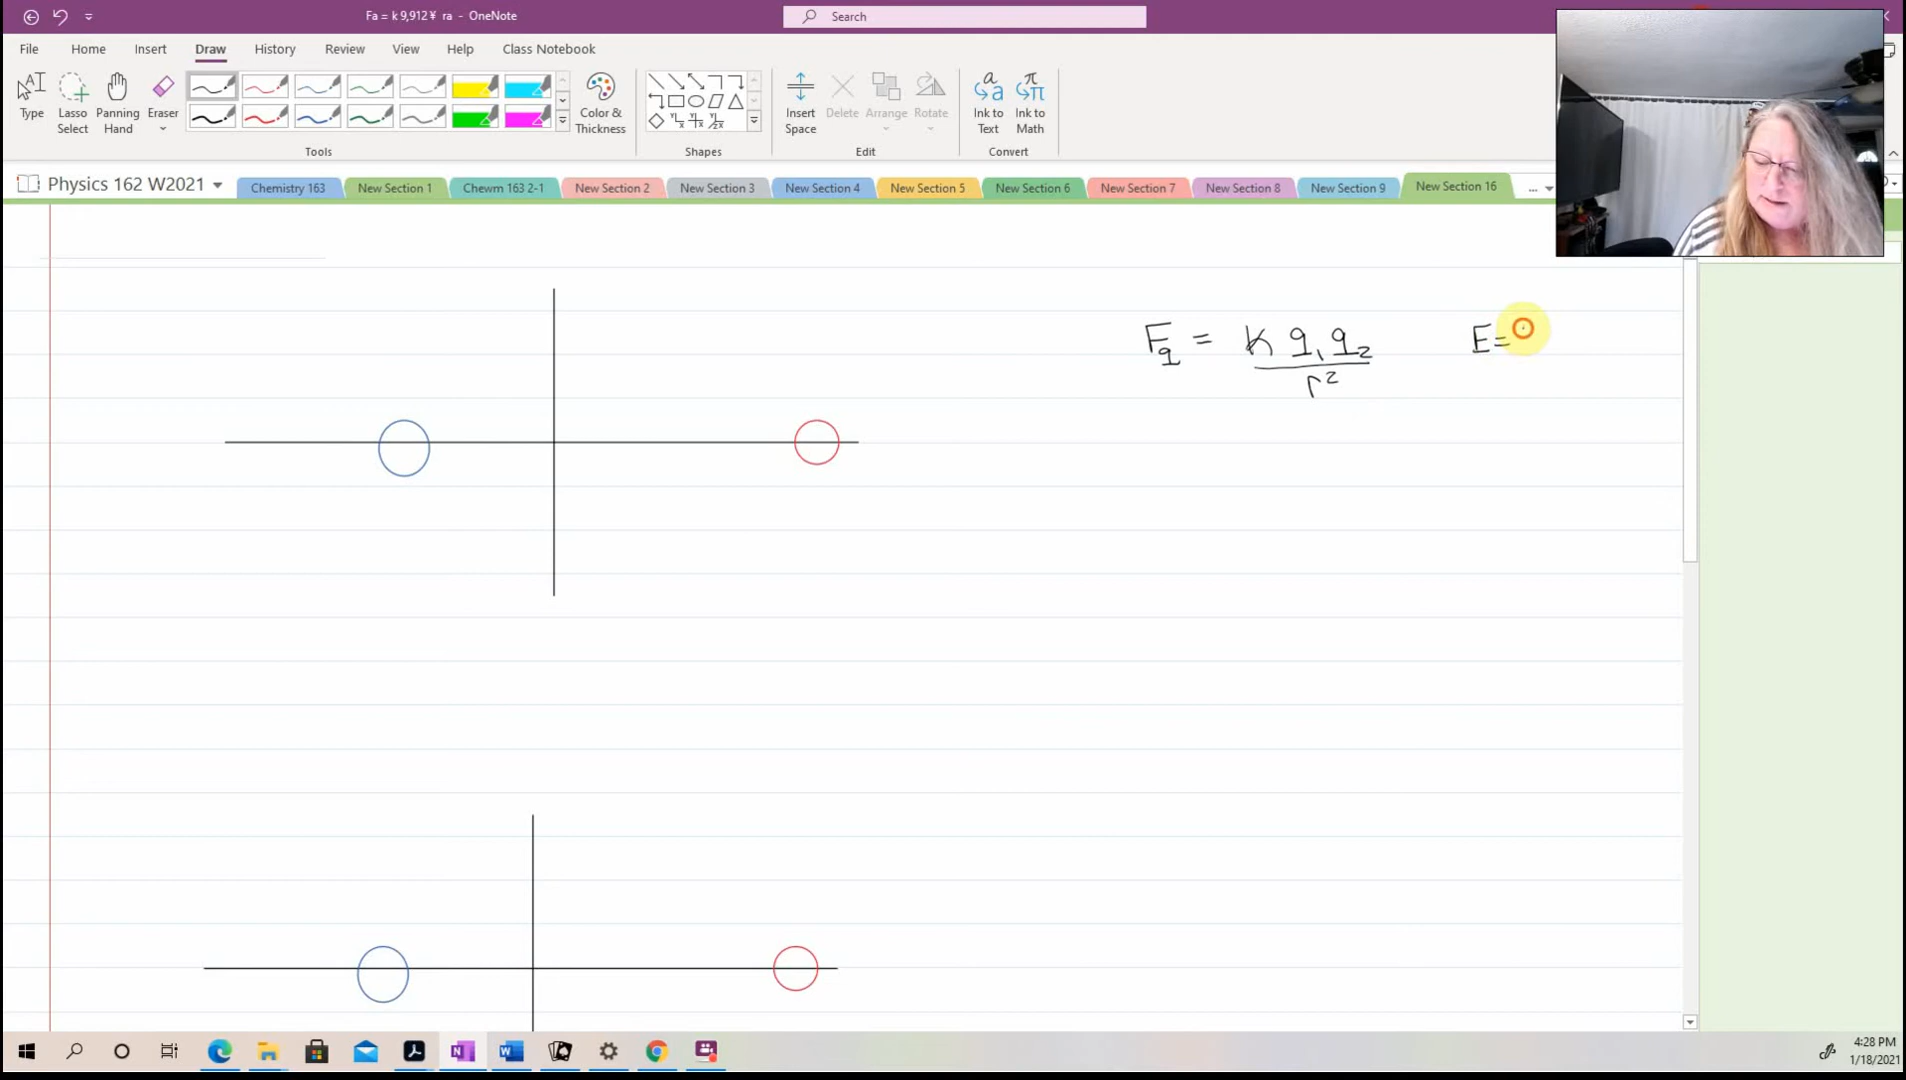 Fa = k 9,912 ¥ ra - OneNote
Search
File Home Insert Draw History Review View Help Class Notebook
Type
Lasso Select
Panning Hand
Eraser
Color & Thickness
Insert Space
Delete
Arrange
Rotate
Ink to Text
Ink to Math
Tools Shapes Edit Convert
Physics 162 W2021
Chemistry 163 New Section 1 Chewm 163 2-1 New Section 2 New Section 3 New Section 4 New Section 5 New Section 6 New Section 7 New Section 8 New Section 9 New Section 16 ...
Fq = k q1 q2 E=
r²
4:28 PM
1/18/2021